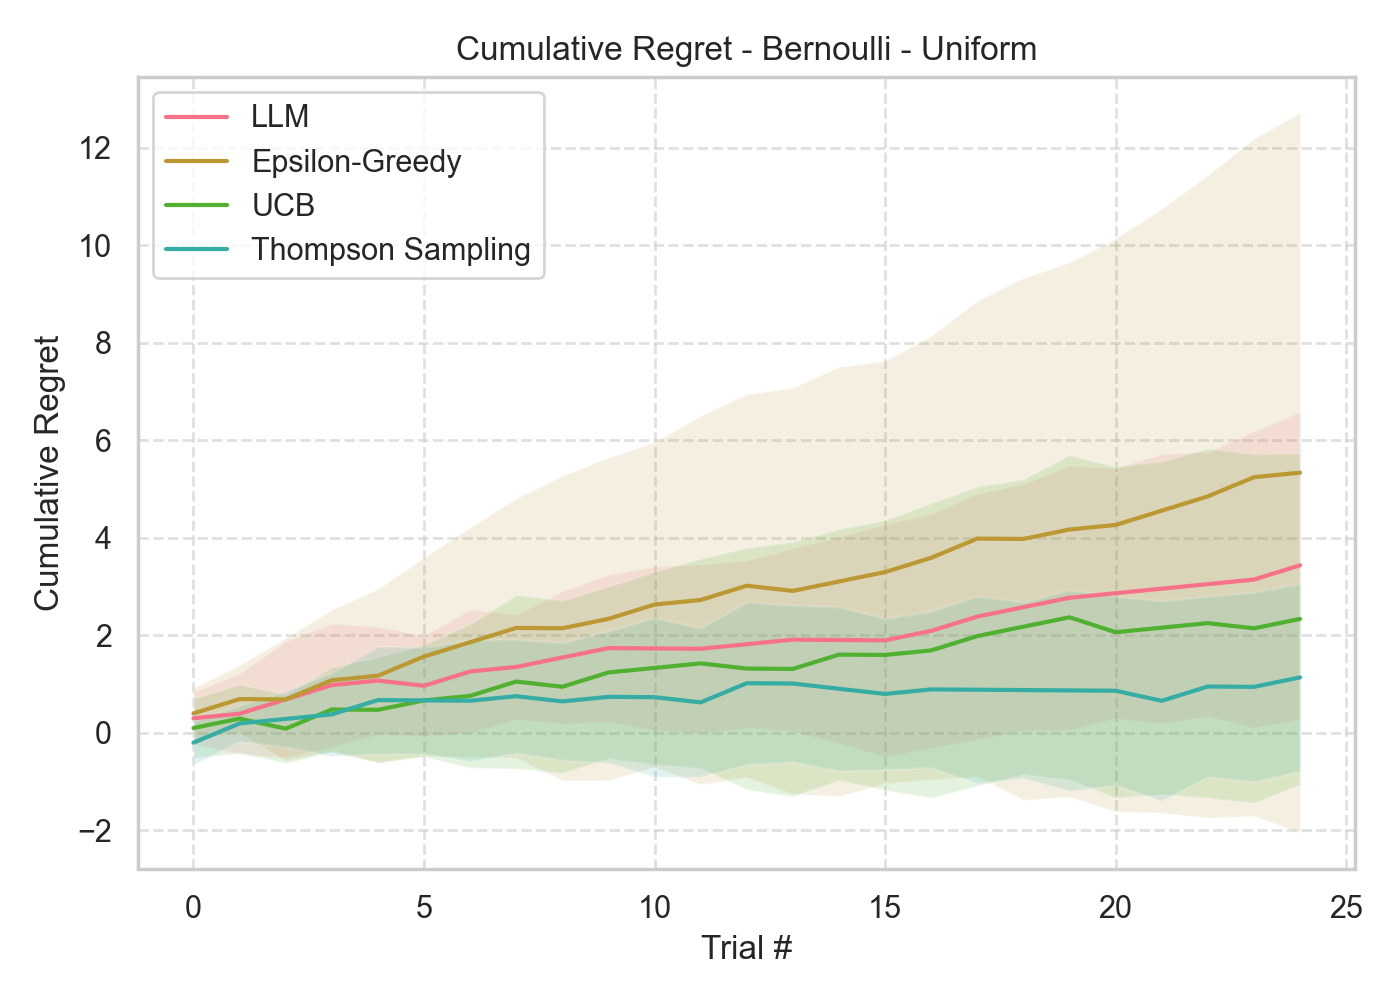 Cumulative Regret - Bernoulli - Uniform
LLM
Epsilon-Greedy
UCB
Thompson Sampling
Cumulative Regret
12
10
8
6
4
2
0
−2
0 5 10 15 20 25
Trial #